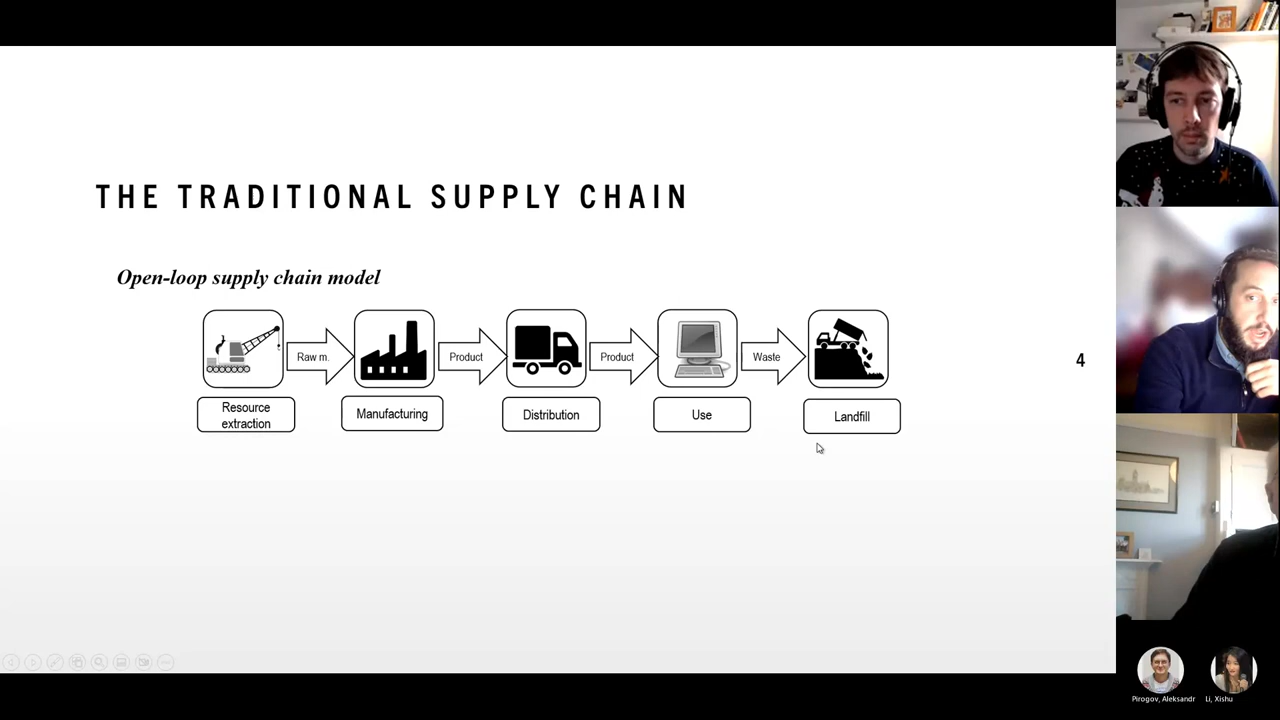 THE TRADITIONAL SUPPLY CHAIN
Open-loop supply chain model
Raw m.
Product
Product
Waste
Resource
extraction
Manufacturing
Distribution
Use
Landfill
4
Pirogov, Aleksandr
Li, Xishu